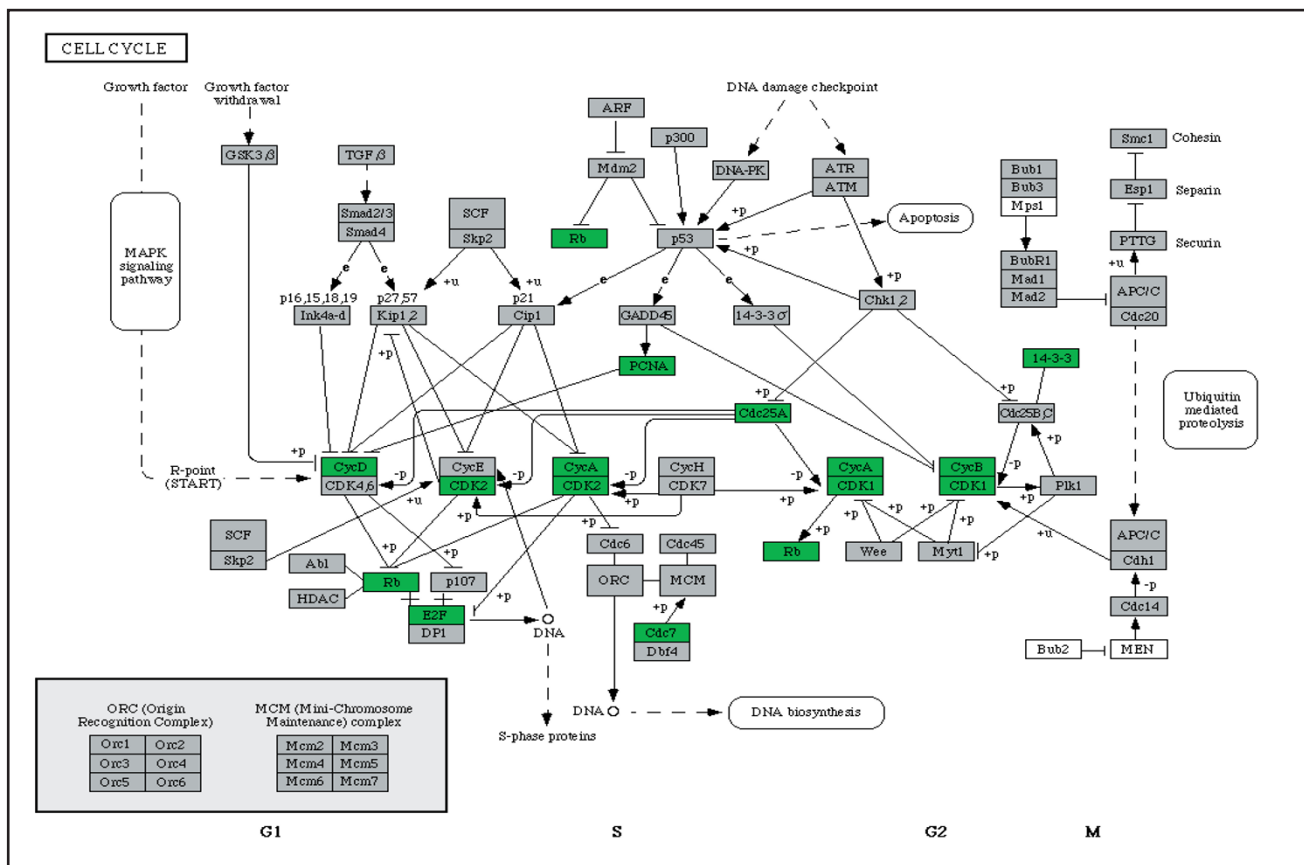 CELL CYCLE
Growth factor
Growth factor
withdrawal
DNA damage checkpoint
ARF
p300
Smc1
Cohesin
GSK3β
TGFβ
Mdm2
DNA-PK
ATR
ATM
Bub1
Bub3
Mps1
Esp1
Separin
MAPK
signaling
pathway
Smad2/3
Smad4
SCF
Skp2
Rb
p53
+p
Apoptosis
PTTG
Securin
e
e
+u
+u
e
e
e
+p
+p
BubR1
Mad1
Mad2
+u
APC/C
Cdc20
p16,15,18,19
Ink4a-d
p27,57
Kip1,2
p21
Cip1
GADD45
14-3-3σ
Chk1,2
+p
PCNA
14-3-3
+p
+p
Cdc25A
Cdc25B,C
Ubiquitin
mediated
proteolysis
R-point
(START)
+p
CycD
CDK4,6
-p
CycE
CDK2
-p
CycA
CDK2
-p
+p
CycH
CDK7
-p
+p
CycA
CDK1
CycB
CDK1
-p
+p
+p
Plk1
+u
+p
+p
+p
+p
+p
+p
SCF
Skp2
+p
+p
Cdc6
Cdc45
Rb
Wee
Myt1
+p
+u
APC/C
Cdh1
Abl
HDAC
Rb
p107
ORC
MCM
-p
+p
+p
Cdc14
E2F
DP1
DNA
Cdc7
Dbf4
Bub2
MEN
ORC (Origin
Recognition Complex)
Orc1 Orc2
Orc3 Orc4
Orc5 Orc6
MCM (Mini-Chromosome
Maintenance) complex
Mcm2 Mcm3
Mcm4 Mcm5
Mcm6 Mcm7
DNA
DNA biosynthesis
S-phase proteins
G1
S
G2
M